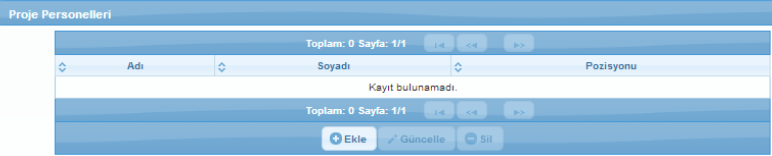 Proje Personelleri
Toplam: 0 Sayfa: 1/1
Adı Soyadı Pozisyonu
Kayıt bulunamadı.
Toplam: 0 Sayfa: 1/1
Ekle Güncelle Sil